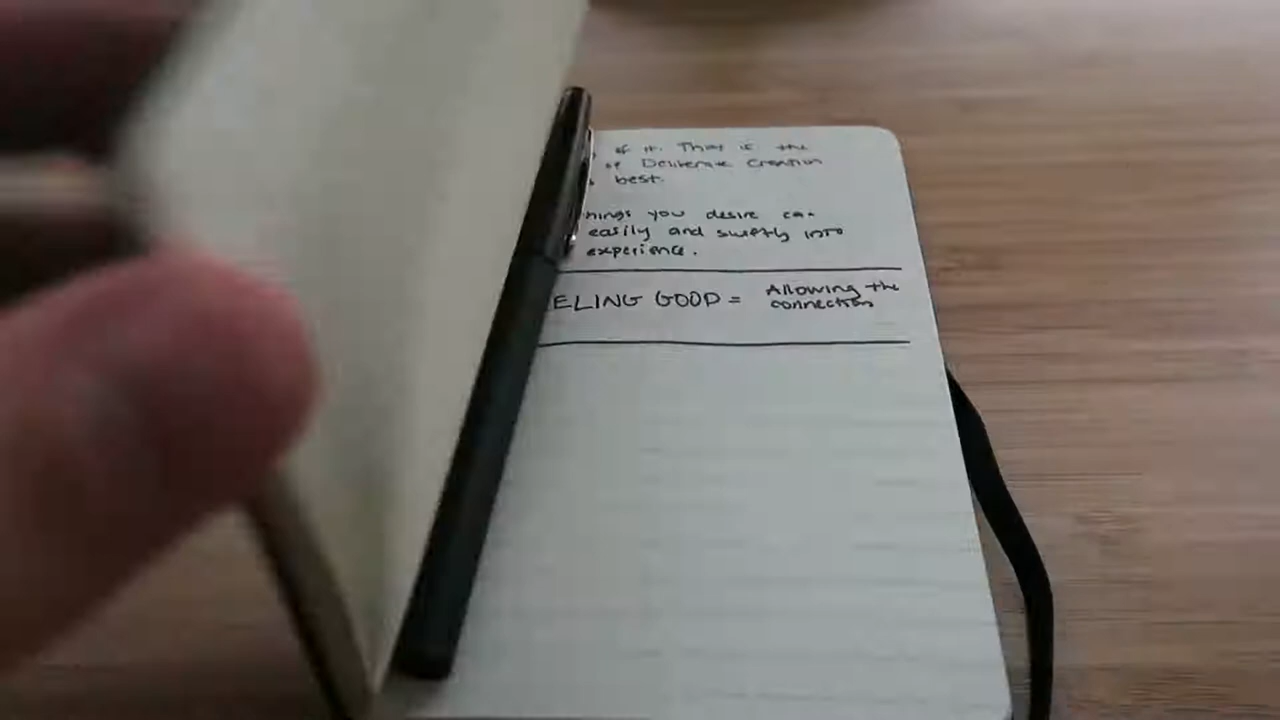 of it. That is the
of Deliberate Creation
best.
hings you desire can
easily and swiftly into
experience.
ELING GOOD = Allowing the
connection